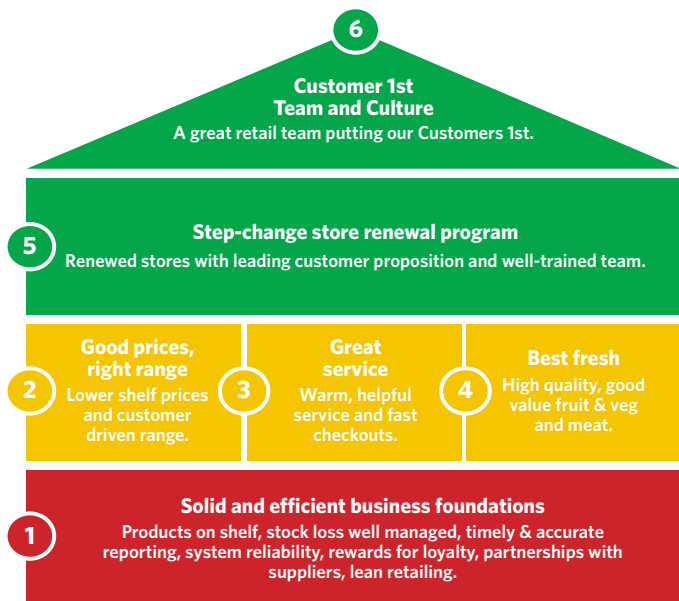 6
Customer 1st
Team and Culture
A great retail team putting our Customers 1st.
5
Step-change store renewal program
Renewed stores with leading customer proposition and well-trained team.
2
Good prices,
right range
Lower shelf prices
and customer
driven range.
3
Great
service
Warm, helpful
service and fast
checkouts.
4
Best fresh
High quality, good
value fruit & veg
and meat.
1
Solid and efficient business foundations
Products on shelf, stock loss well managed, timely & accurate
reporting, system reliability, rewards for loyalty, partnerships with
suppliers, lean retailing.